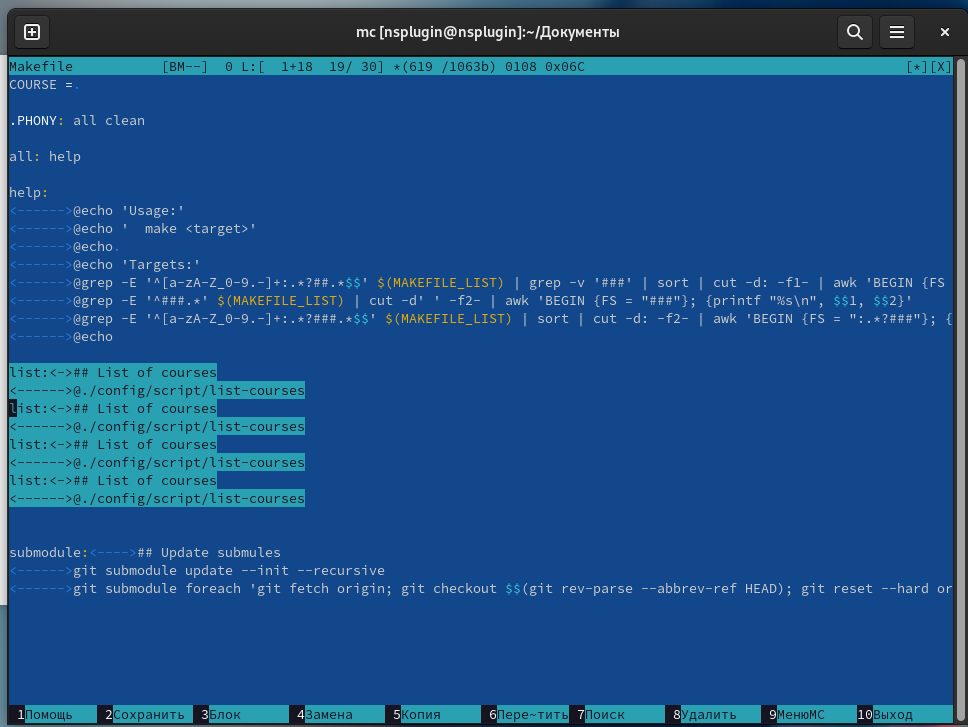 mc [nsplugin@nsplugin]:~/Документы
Makefile [BM--] 0 L:[ 1+18 19/ 30] *(619 /1063b) 0108 0x06C [*][X]
COURSE =.
.PHONY: all clean
all: help
help:
<------>@echo 'Usage:'
<------>@echo '  make <target>'
<------>@echo.
<------>@echo 'Targets:'
<------>@grep -E '^[a-zA-Z_0-9.-]+:.*?##.*$$' $(MAKEFILE_LIST) | grep -v '###' | sort | cut -d: -f1- | awk 'BEGIN {FS
<------>@grep -E '^###.*' $(MAKEFILE_LIST) | cut -d' ' -f2- | awk 'BEGIN {FS = "###"}; {printf "%s\n", $$1, $$2}'
<------>@grep -E '^[a-zA-Z_0-9.-]+:.*?###.*$$' $(MAKEFILE_LIST) | sort | cut -d: -f2- | awk 'BEGIN {FS = ":.*?###"}; {
<------>@echo
list:<->## List of courses
<------>@./config/script/list-courses
list:<->## List of courses
<------>@./config/script/list-courses
list:<->## List of courses
<------>@./config/script/list-courses
list:<->## List of courses
<------>@./config/script/list-courses
submodule:<---->## Update submules
<------>git submodule update --init --recursive
<------>git submodule foreach 'git fetch origin; git checkout $$(git rev-parse --abbrev-ref HEAD); git reset --hard or
1Помощь 2Сохранить 3Блок 4Замена 5Копия 6Пере~тить 7Поиск 8Удалить 9МенюMC 10Выход